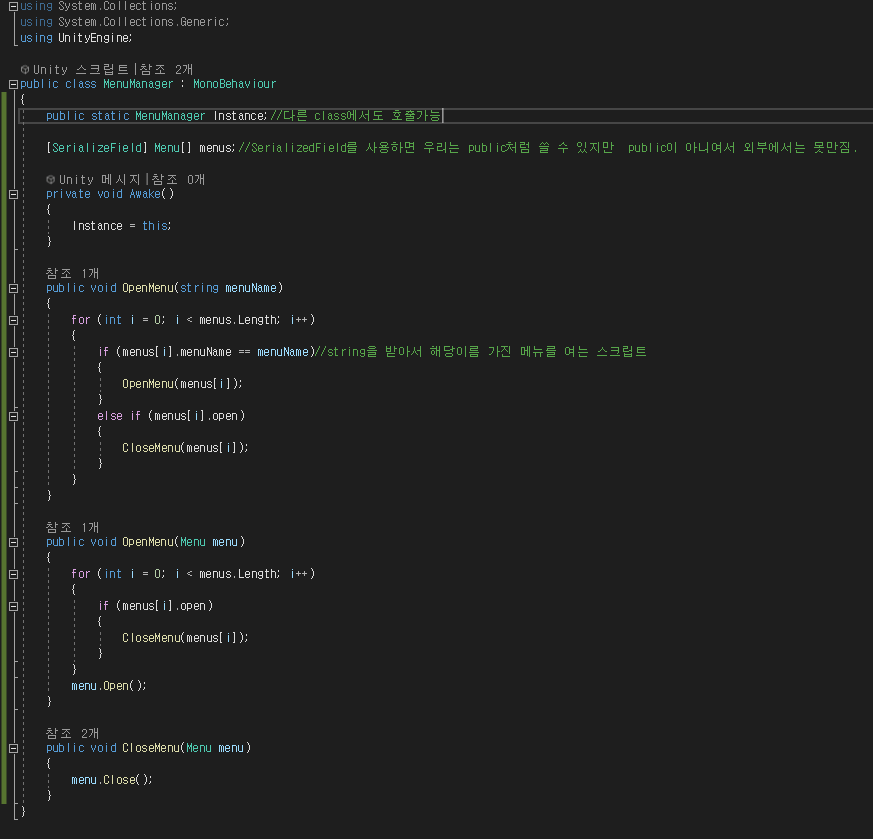 using System.Collections;
using System.Collections.Generic;
using UnityEngine;
Unity 스크립트|참조 2개
public class MenuManager : MonoBehaviour
{
public static MenuManager Instance;//다른 class에서도 호출가능
[SerializeField] Menu[] menus;//SerializedField를 사용하면 우리는 public처럼 쓸 수 있지만  public이 아니여서 외부에서는 못만짐.
Unity 메시지|참조 0개
private void Awake()
{
Instance = this;
}
참조 1개
public void OpenMenu(string menuName)
{
for (int i = 0; i < menus.Length; i++)
{
if (menus[i].menuName == menuName)//string을 받아서 해당이름 가진 메뉴를 여는 스크립트
{
OpenMenu(menus[i]);
}
else if (menus[i].open)
{
CloseMenu(menus[i]);
}
}
}
참조 1개
public void OpenMenu(Menu menu)
{
for (int i = 0; i < menus.Length; i++)
{
if (menus[i].open)
{
CloseMenu(menus[i]);
}
}
menu.Open();
}
참조 2개
public void CloseMenu(Menu menu)
{
menu.Close();
}
}